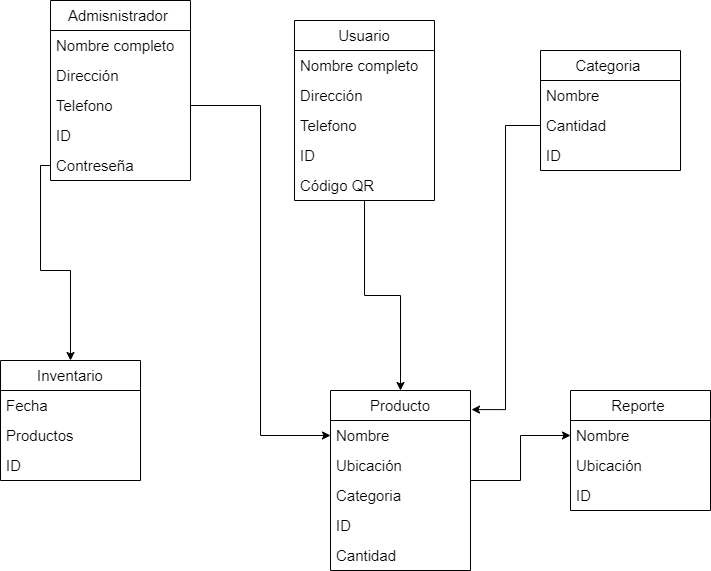 Admisnistrador
Nombre completo
Dirección
Telefono
ID
Contreseña
Usuario
Nombre completo
Dirección
Telefono
ID
Código QR
Categoria
Nombre
Cantidad
ID
Inventario
Fecha
Productos
ID
Producto
Nombre
Ubicación
Categoria
ID
Cantidad
Reporte
Nombre
Ubicación
ID